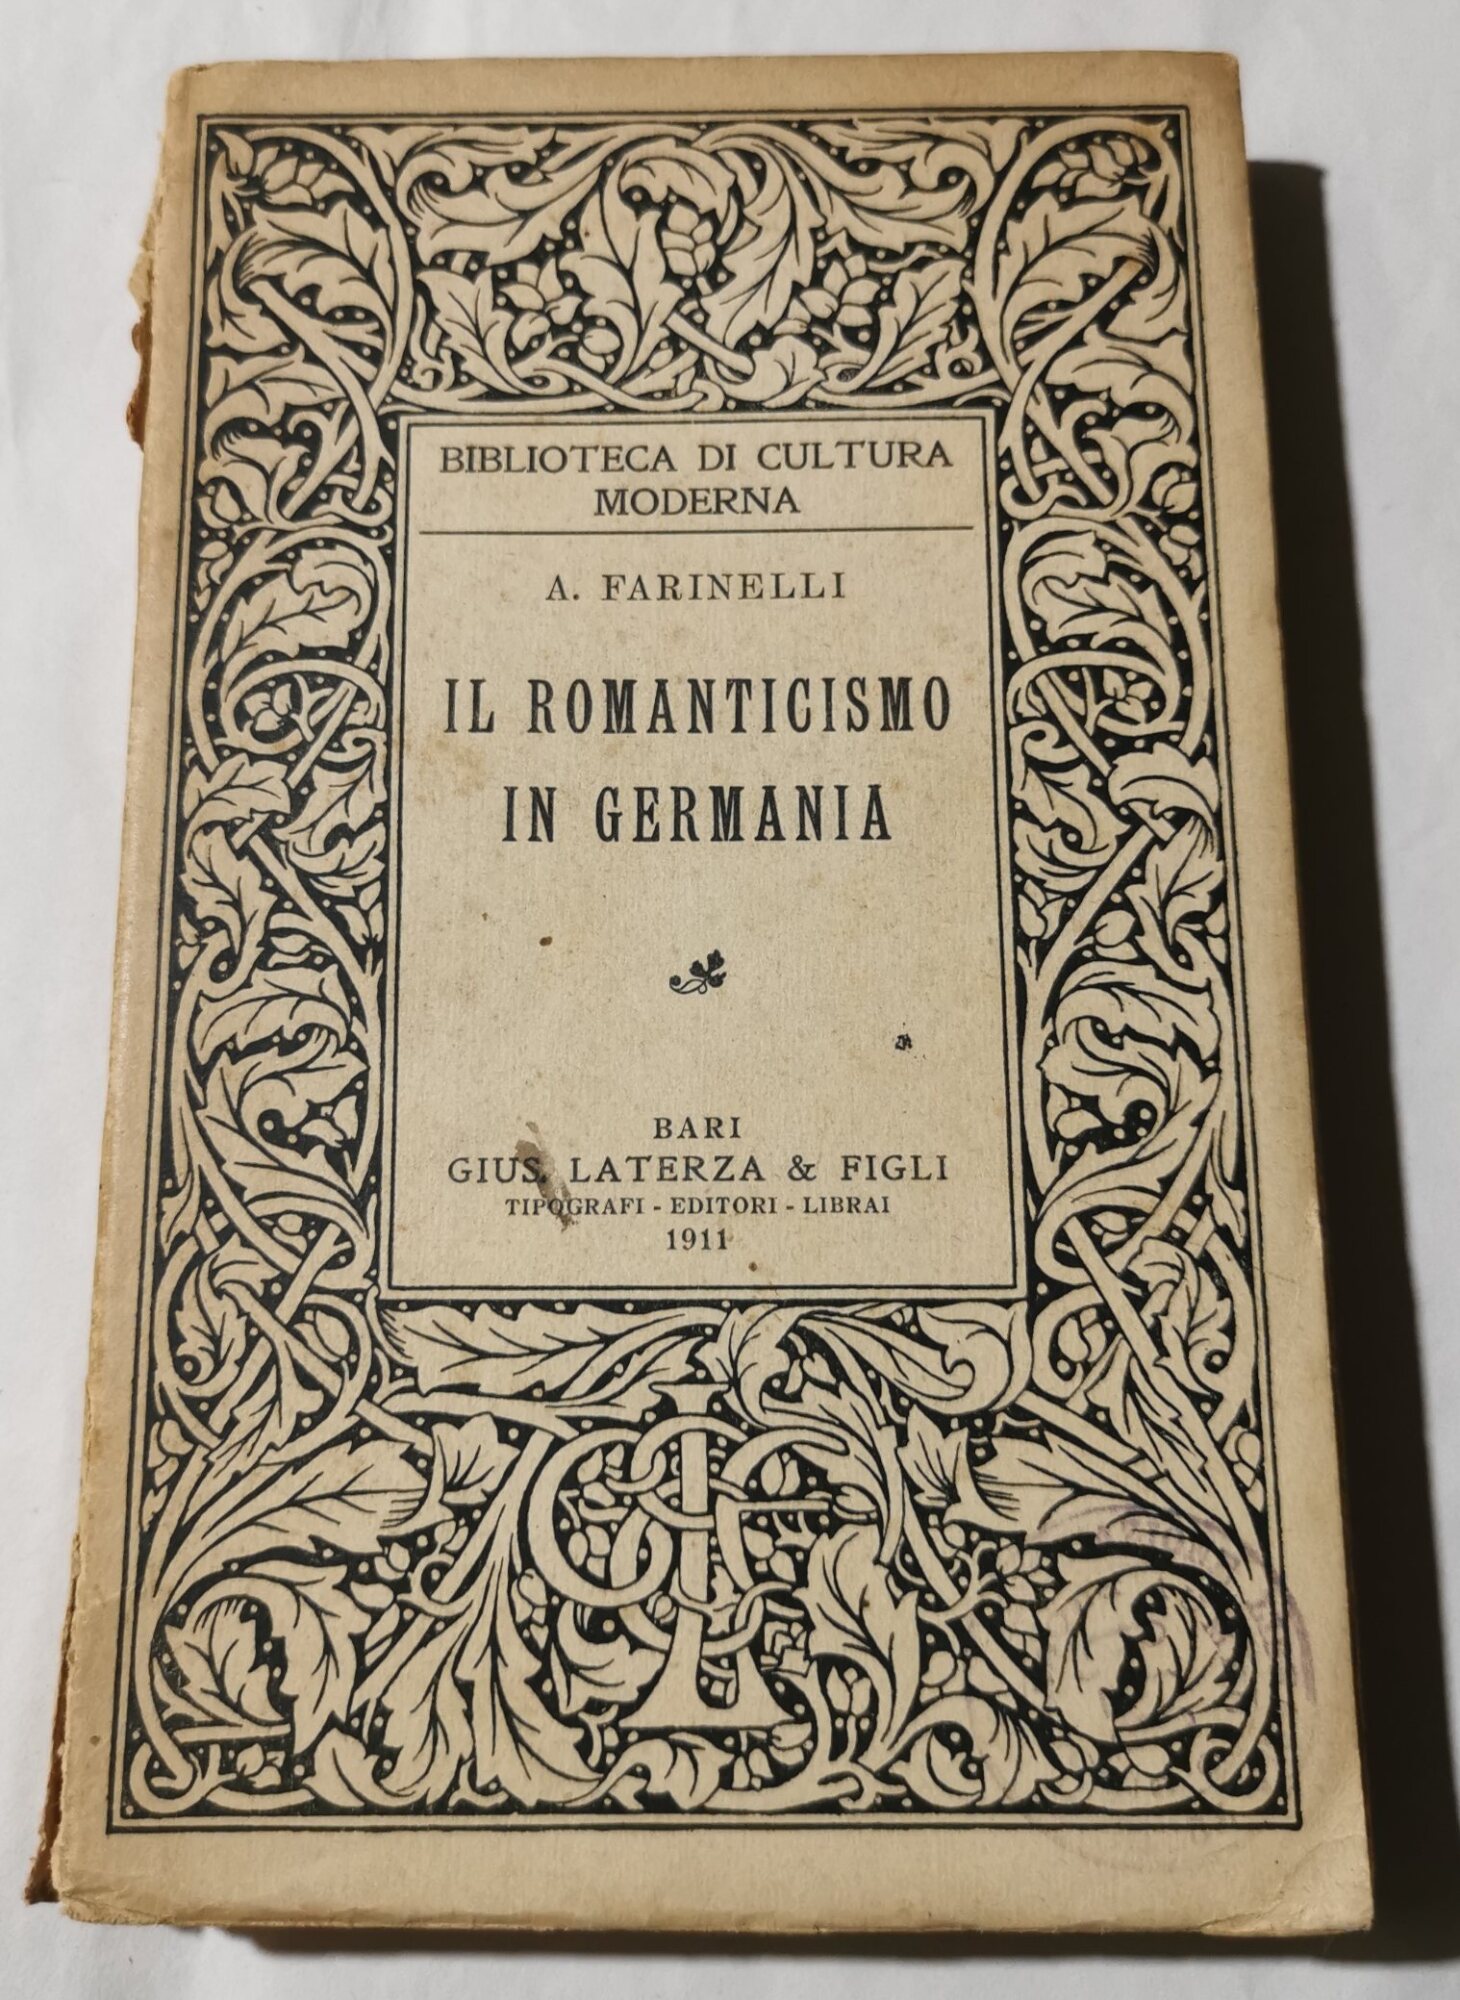 BIBLIOTECA DI CULTURA
MODERNA
A. FARINELLI
IL ROMANTICISMO
IN GERMANIA
BARI
GIUS. LATERZA & FIGLI
TIPOGRAFI - EDITORI - LIBRAI
1911